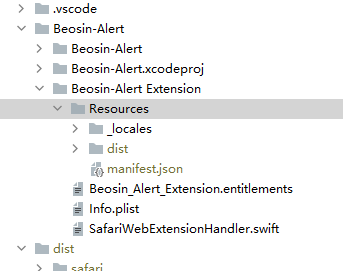 .vscode
Beosin-Alert
Beosin-Alert
Beosin-Alert.xcodeproj
Beosin-Alert Extension
Resources
_locales
dist
manifest.json
Beosin_Alert_Extension.entitlements
Info.plist
SafariWebExtensionHandler.swift
dist
safari